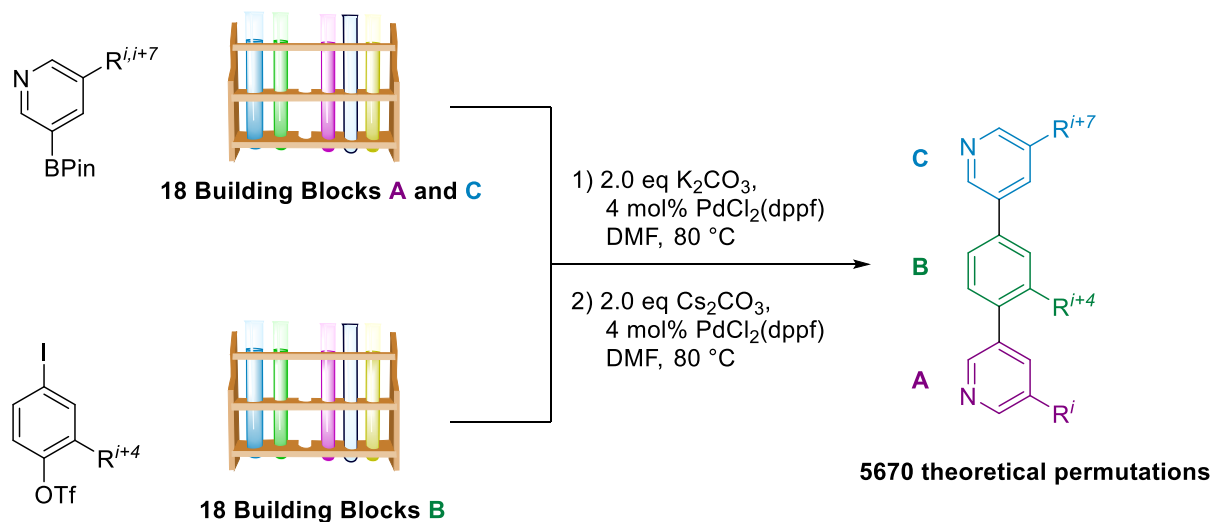 N
R^{i,i+7}
BPin
18 Building Blocks A and C
I
R^{i+4}
OTf
18 Building Blocks B
1) 2.0 eq K₂CO₃,
4 mol% PdCl₂(dppf)
DMF, 80 °C
2) 2.0 eq Cs₂CO₃,
4 mol% PdCl₂(dppf)
DMF, 80 °C
C
N
R^{i+7}
B
R^{i+4}
A
N
R^{i}
5670 theoretical permutations